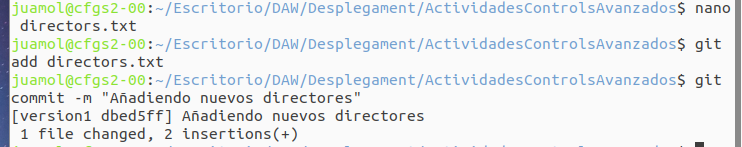 juamol@cfgs2-00:~/Escritorio/DAW/Desplegament/ActividadesControlsAvanzados$ nano
directors.txt
juamol@cfgs2-00:~/Escritorio/DAW/Desplegament/ActividadesControlsAvanzados$ git
add directors.txt
juamol@cfgs2-00:~/Escritorio/DAW/Desplegament/ActividadesControlsAvanzados$ git
commit -m "Añadiendo nuevos directores"
[version1 dbed5ff] Añadiendo nuevos directores
1 file changed, 2 insertions(+)